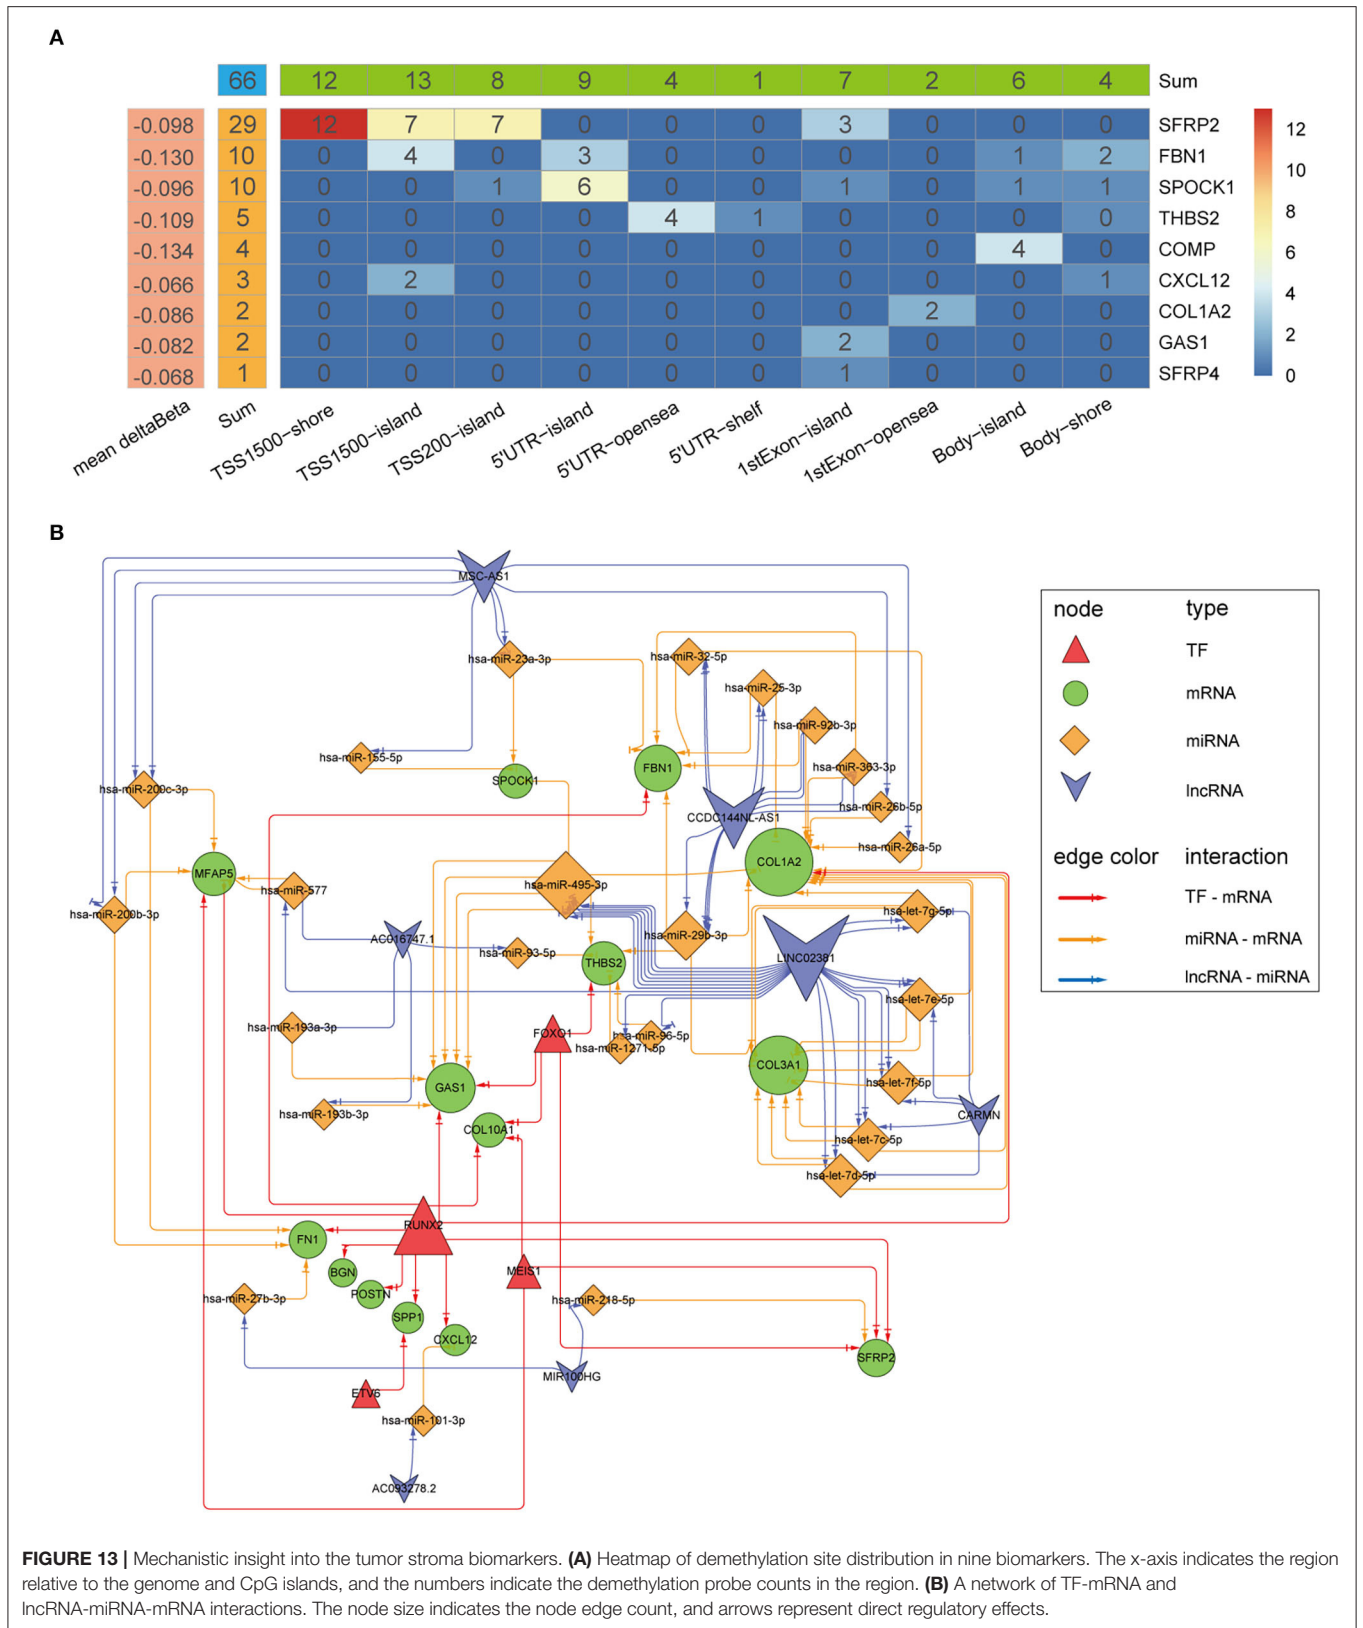 A
66 12 13 8 9 4 1 7 2 6 4 Sum
-0.098 29 12 7 7 0 0 0 3 0 0 0 SFRP2 12
-0.130 10 0 4 0 3 0 0 0 0 1 2 FBN1 10
-0.096 10 0 0 1 6 0 0 1 0 1 1 SPOCK1
-0.109 5 0 0 0 0 4 1 0 0 0 0 THBS2 8
-0.134 4 0 0 0 0 0 0 0 0 4 0 COMP 6
-0.066 3 0 2 0 0 0 0 0 0 0 1 CXCL12 4
-0.086 2 0 0 0 0 0 0 0 2 0 0 COL1A2
-0.082 2 0 0 0 0 0 0 2 0 0 0 GAS1 2
-0.068 1 0 0 0 0 0 0 1 0 0 0 SFRP4 0
mean deltaBeta Sum TSS1500−shore TSS1500−island TSS200−island 5'UTR−island 5'UTR−opensea 5'UTR−shelf 1stExon−island 1stExon−opensea Body−island Body−shore
B
MSC-AS1
hsa-miR-23a-3p
hsa-miR-32-5p
hsa-miR-25-3p
hsa-miR-92b-3p
hsa-miR-155-5p
SPOCK1
FBN1
hsa-miR-363-3p
hsa-miR-200c-3p
hsa-miR-26b-5p
CCDC144NL-AS1
hsa-miR-26a-5p
COL1A2
MFAP5
hsa-miR-577
hsa-miR-495-3p
hsa-miR-200b-3p
hsa-let-7g-5p
AC016747.1
hsa-miR-29b-3p
hsa-miR-93-5p
THBS2
LINC02381
hsa-let-7e-5p
hsa-miR-193a-3p
FOXO1
hsa-miR-96-5p
hsa-miR-1271-5p
COL3A1
hsa-let-7f-5p
GAS1
hsa-miR-193b-3p
CARMN
COL10A1
hsa-let-7c-5p
hsa-let-7d-5p
RUNX2
FN1
BGN
MEIS1
POSTN
hsa-miR-27b-3p
hsa-miR-218-5p
SPP1
CXCL12
SFRP2
MIR100HG
ETV6
hsa-miR-101-3p
AC093278.2
node type
TF
mRNA
miRNA
lncRNA
edge color interaction
TF - mRNA
miRNA - mRNA
lncRNA - miRNA
FIGURE 13 | Mechanistic insight into the tumor stroma biomarkers. (A) Heatmap of demethylation site distribution in nine biomarkers. The x-axis indicates the region
relative to the genome and CpG islands, and the numbers indicate the demethylation probe counts in the region. (B) A network of TF-mRNA and
lncRNA-miRNA-mRNA interactions. The node size indicates the node edge count, and arrows represent direct regulatory effects.